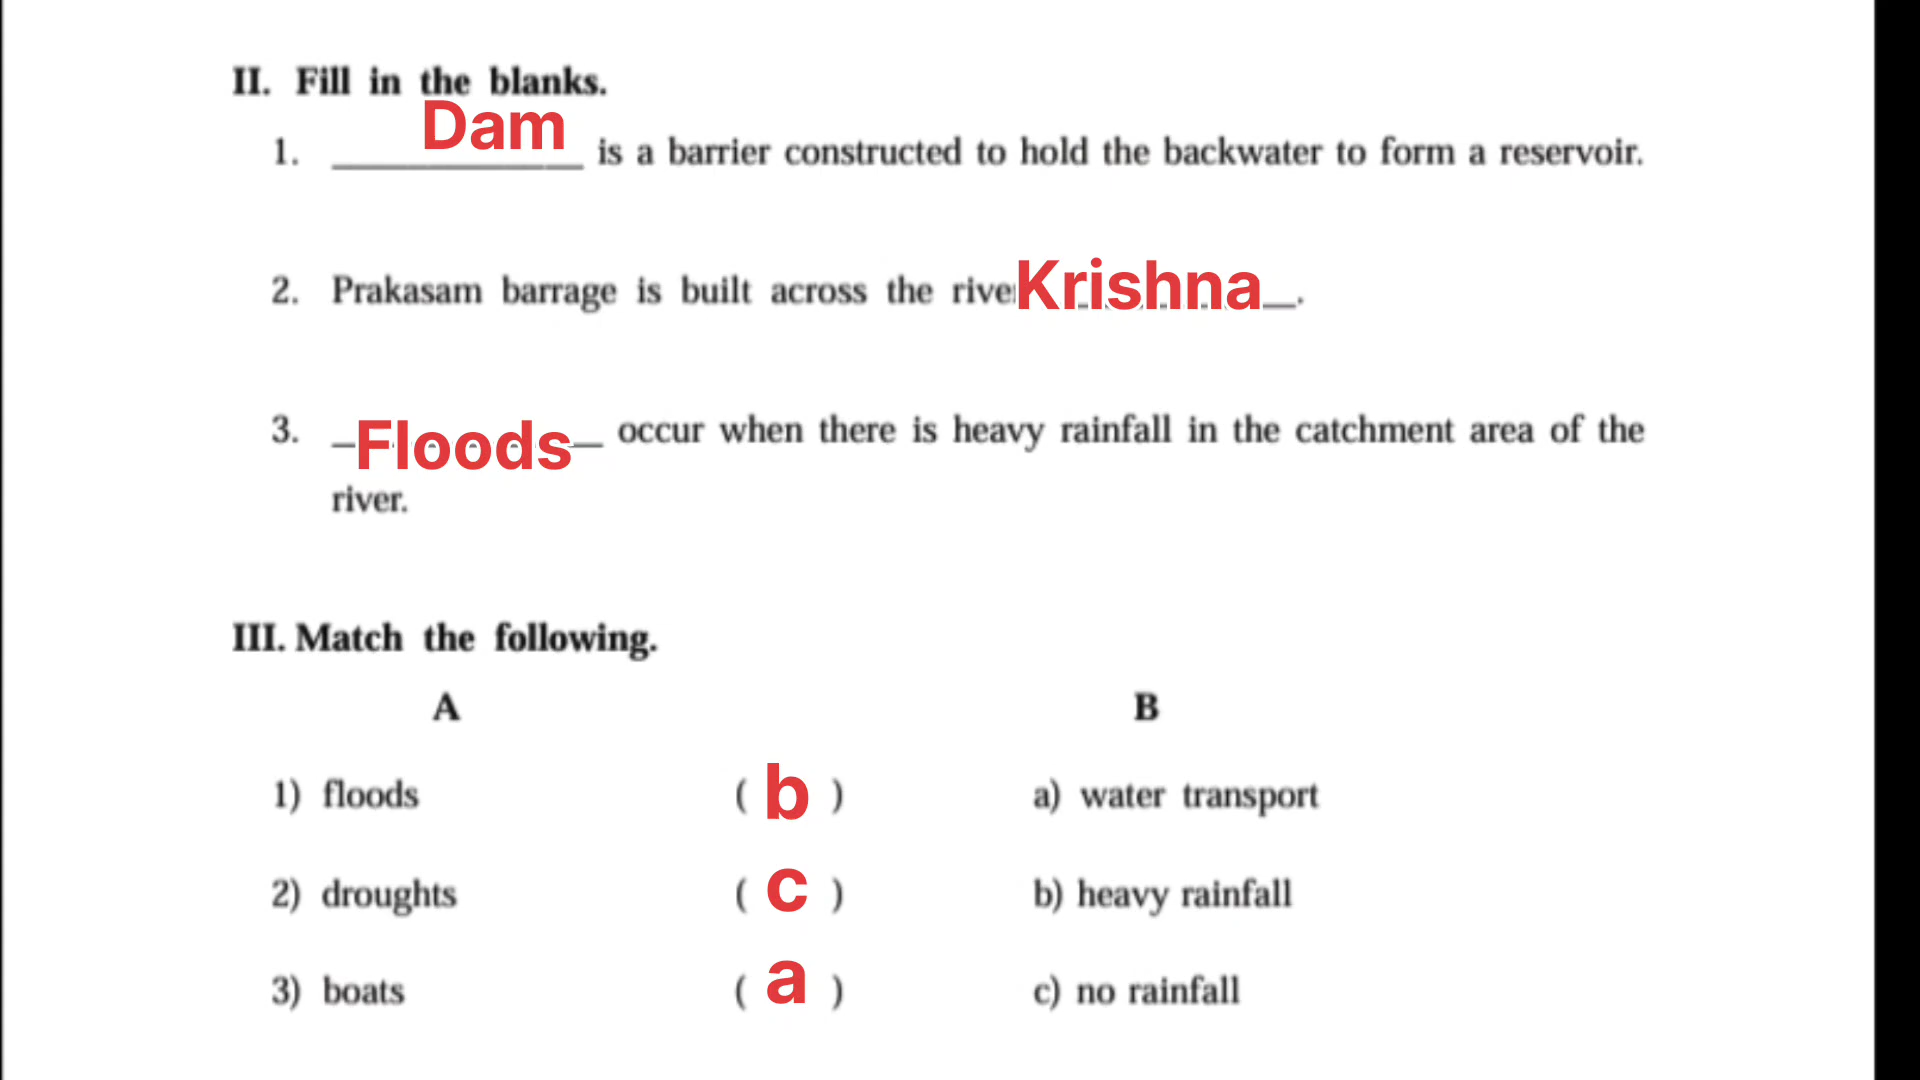 II. Fill in the blanks.
1. Dam is a barrier constructed to hold the backwater to form a reservoir.
2. Prakasam barrage is built across the river Krishna.
3. Floods occur when there is heavy rainfall in the catchment area of the
river.
III. Match the following.
A B
1) floods ( b ) a) water transport
2) droughts ( c ) b) heavy rainfall
3) boats ( a ) c) no rainfall